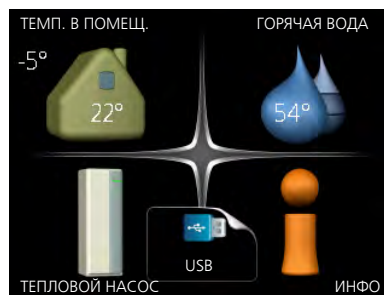 ТЕМП. В ПОМЕЩ.
ГОРЯЧАЯ ВОДА
-5°
22°
54°
USB
ТЕПЛОВОЙ НАСОС
ИНФО